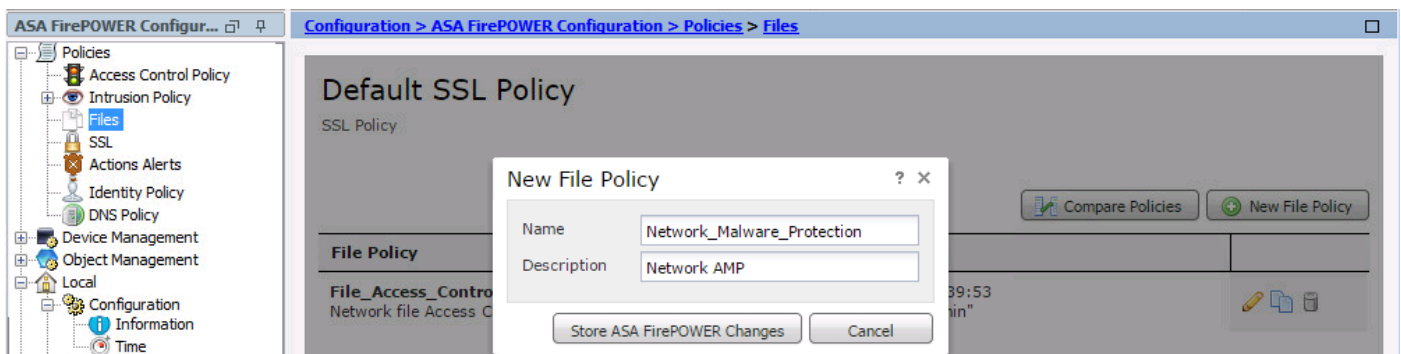 ASA FirePOWER Configur...
Configuration > ASA FirePOWER Configuration > Policies > Files
Policies
Access Control Policy
Intrusion Policy
Files
SSL
Actions Alerts
Identity Policy
DNS Policy
Device Management
Object Management
Local
Configuration
Information
Time
Default SSL Policy
SSL Policy
Compare Policies
New File Policy
File Policy
File_Access_Contro
39:53
Network file Access C
in"
New File Policy
? ×
Name
Network_Malware_Protection
Description
Network AMP
Store ASA FirePOWER Changes
Cancel